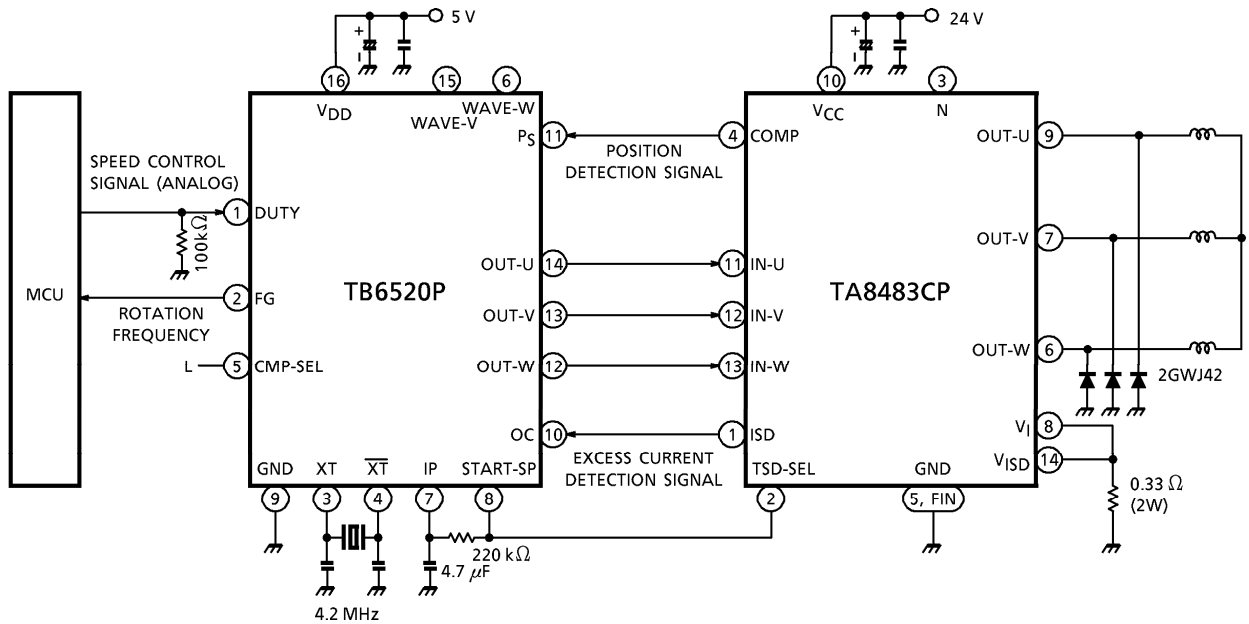 5 V
24 V
+
-
+
-
16
15
6
10
3
VDD
WAVE-V
WAVE-W
VCC
N
PS
11
4
COMP
OUT-U
9
POSITION
DETECTION SIGNAL
SPEED CONTROL
SIGNAL (ANALOG)
1
DUTY
100kΩ
OUT-V
7
OUT-U
14
11
IN-U
MCU
2
FG
TB6520P
TA8483CP
ROTATION
FREQUENCY
OUT-V
13
12
IN-V
OUT-W
6
L
5
CMP-SEL
OUT-W
12
13
IN-W
2GWJ42
VI
8
OC
10
1
ISD
EXCESS CURRENT
DETECTION SIGNAL
VISD
14
GND
XT
XT
IP
START-SP
TSD-SEL
GND
0.33 Ω
(2W)
9
3
4
7
8
2
5, FIN
220 kΩ
4.7 μF
4.2 MHz